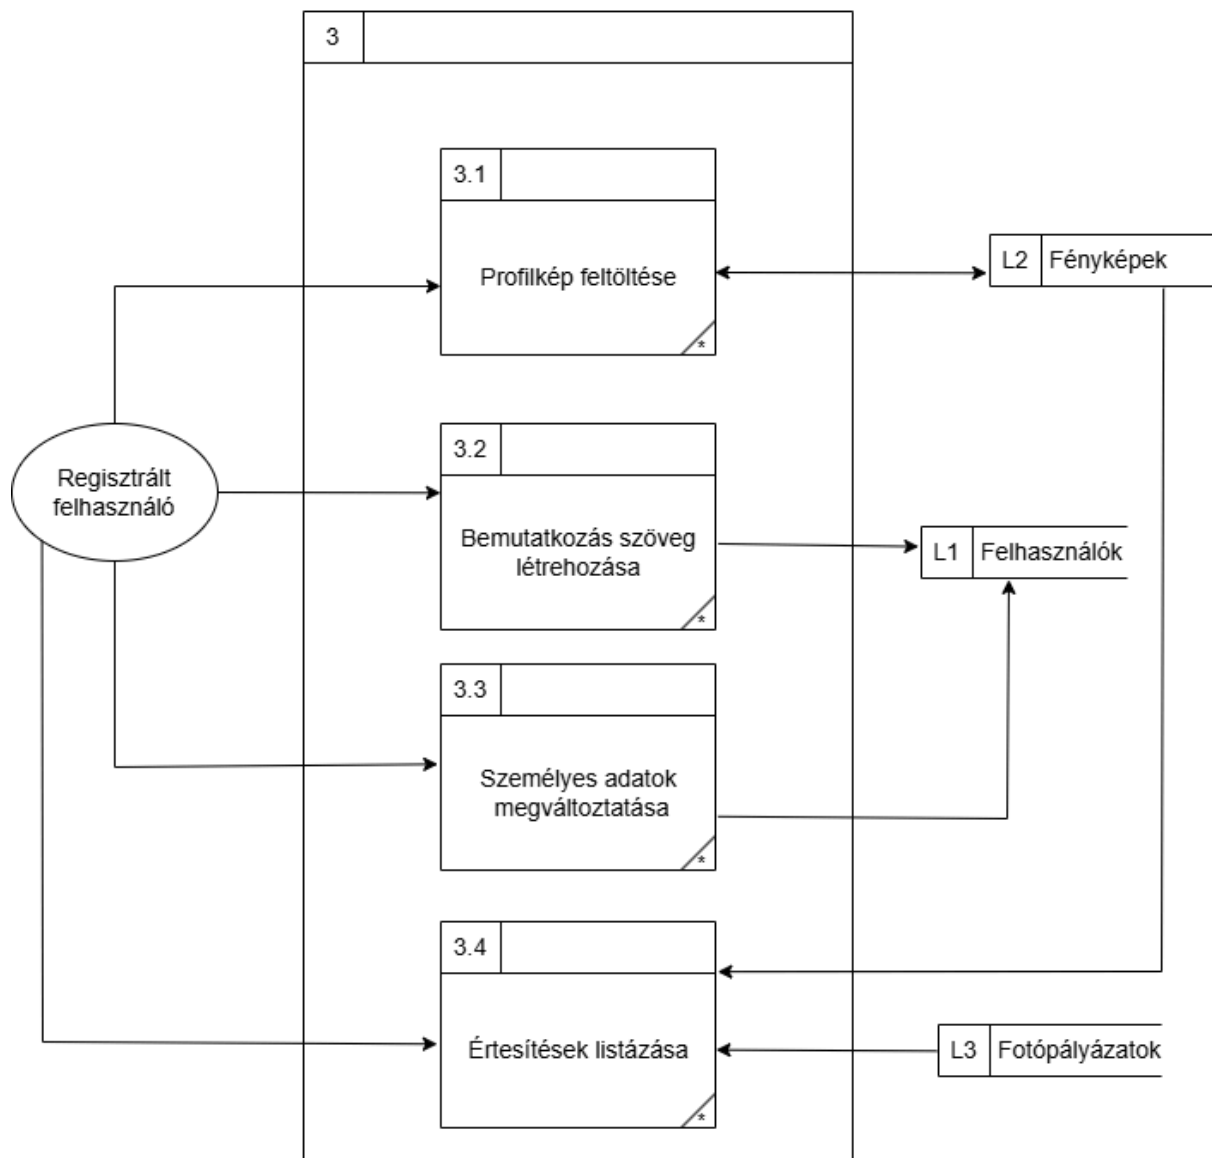 3
3.1
Profilkép feltöltése
*
L2
Fényképek
3.2
Regisztrált
felhasználó
Bemutatkozás szöveg
létrehozása
*
L1
Felhasználók
3.3
Személyes adatok
megváltoztatása
*
3.4
Értesítések listázása
*
L3
Fotópályázatok